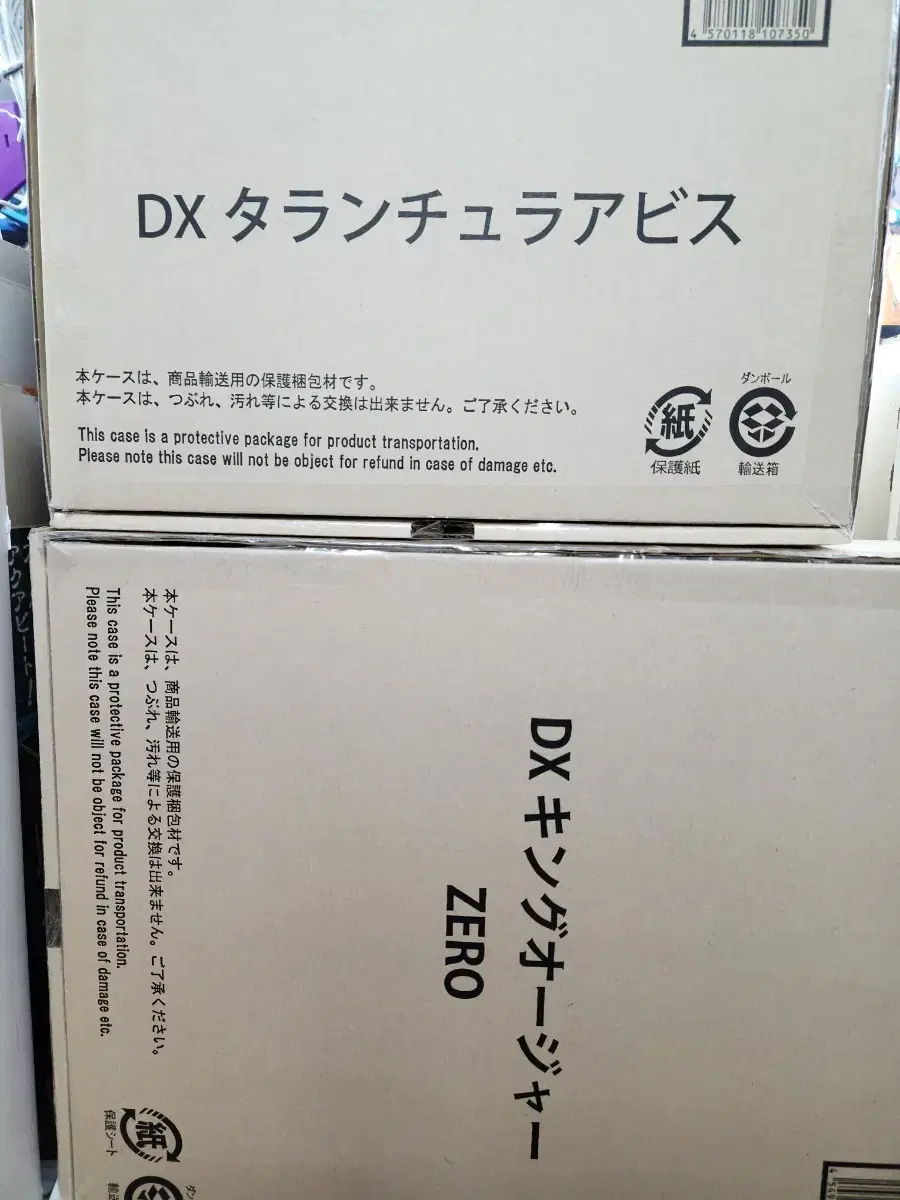 4 570118 107350
DX タランチュラアビス
本ケースは、商品輸送用の保護梱包材です。
本ケースは、つぶれ、汚れ等による交換は出来ません。ご了承ください。
This case is a protective package for product transportation.
Please note this case will not be object for refund in case of damage etc.
紙
保護紙
ダンボール
輸送箱
DX キングオージャー
ZERO
本ケースは、商品輸送用の保護梱包材です。
本ケースは、つぶれ、汚れ等による交換は出来ません。ご了承ください。
This case is a protective package for product transportation.
Please note this case will not be object for refund in case of damage etc.
紙
保護シート